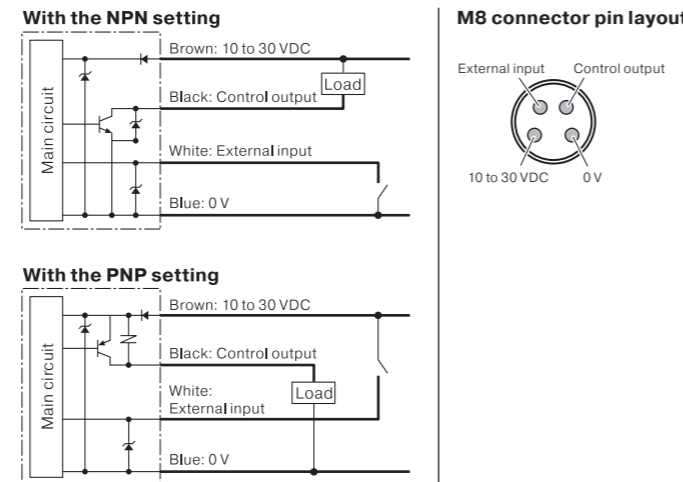 With the NPN setting
Brown: 10 to 30 VDC
Load
Black: Control output
Main circuit
White: External input
Blue: 0 V
With the PNP setting
Brown: 10 to 30 VDC
Black: Control output
Main circuit
White:
External input
Load
Blue: 0 V
M8 connector pin layout
External input
Control output
10 to 30 VDC
0 V